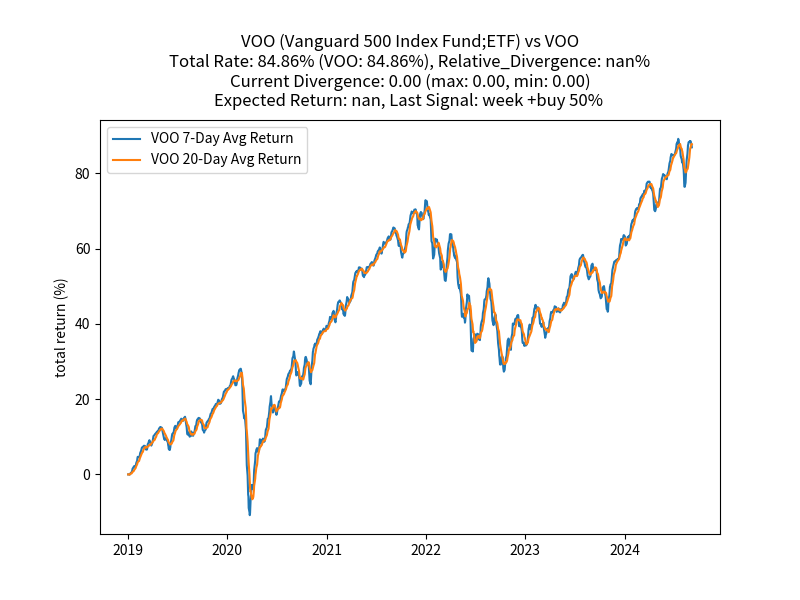 VOO (Vanguard 500 Index Fund;ETF) vs VOO
Total Rate: 84.86% (VOO: 84.86%), Relative_Divergence: nan%
Current Divergence: 0.00 (max: 0.00, min: 0.00)
Expected Return: nan, Last Signal: week +buy 50%
VOO 7-Day Avg Return
VOO 20-Day Avg Return
total return (%)
80
60
40
20
0
2019 2020 2021 2022 2023 2024